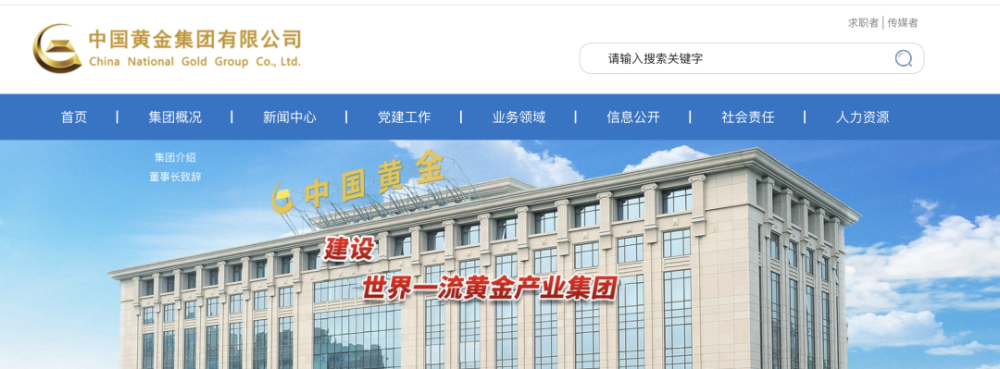 求职者 | 传媒者
中国黄金集团有限公司
China National Gold Group Co., Ltd.
请输入搜索关键字
首页 | 集团概况 | 新闻中心 | 党建工作 | 业务领域 | 信息公开 | 社会责任 | 人力资源
集团介绍
董事长致辞
中国黄金
建设
世界一流黄金产业集团